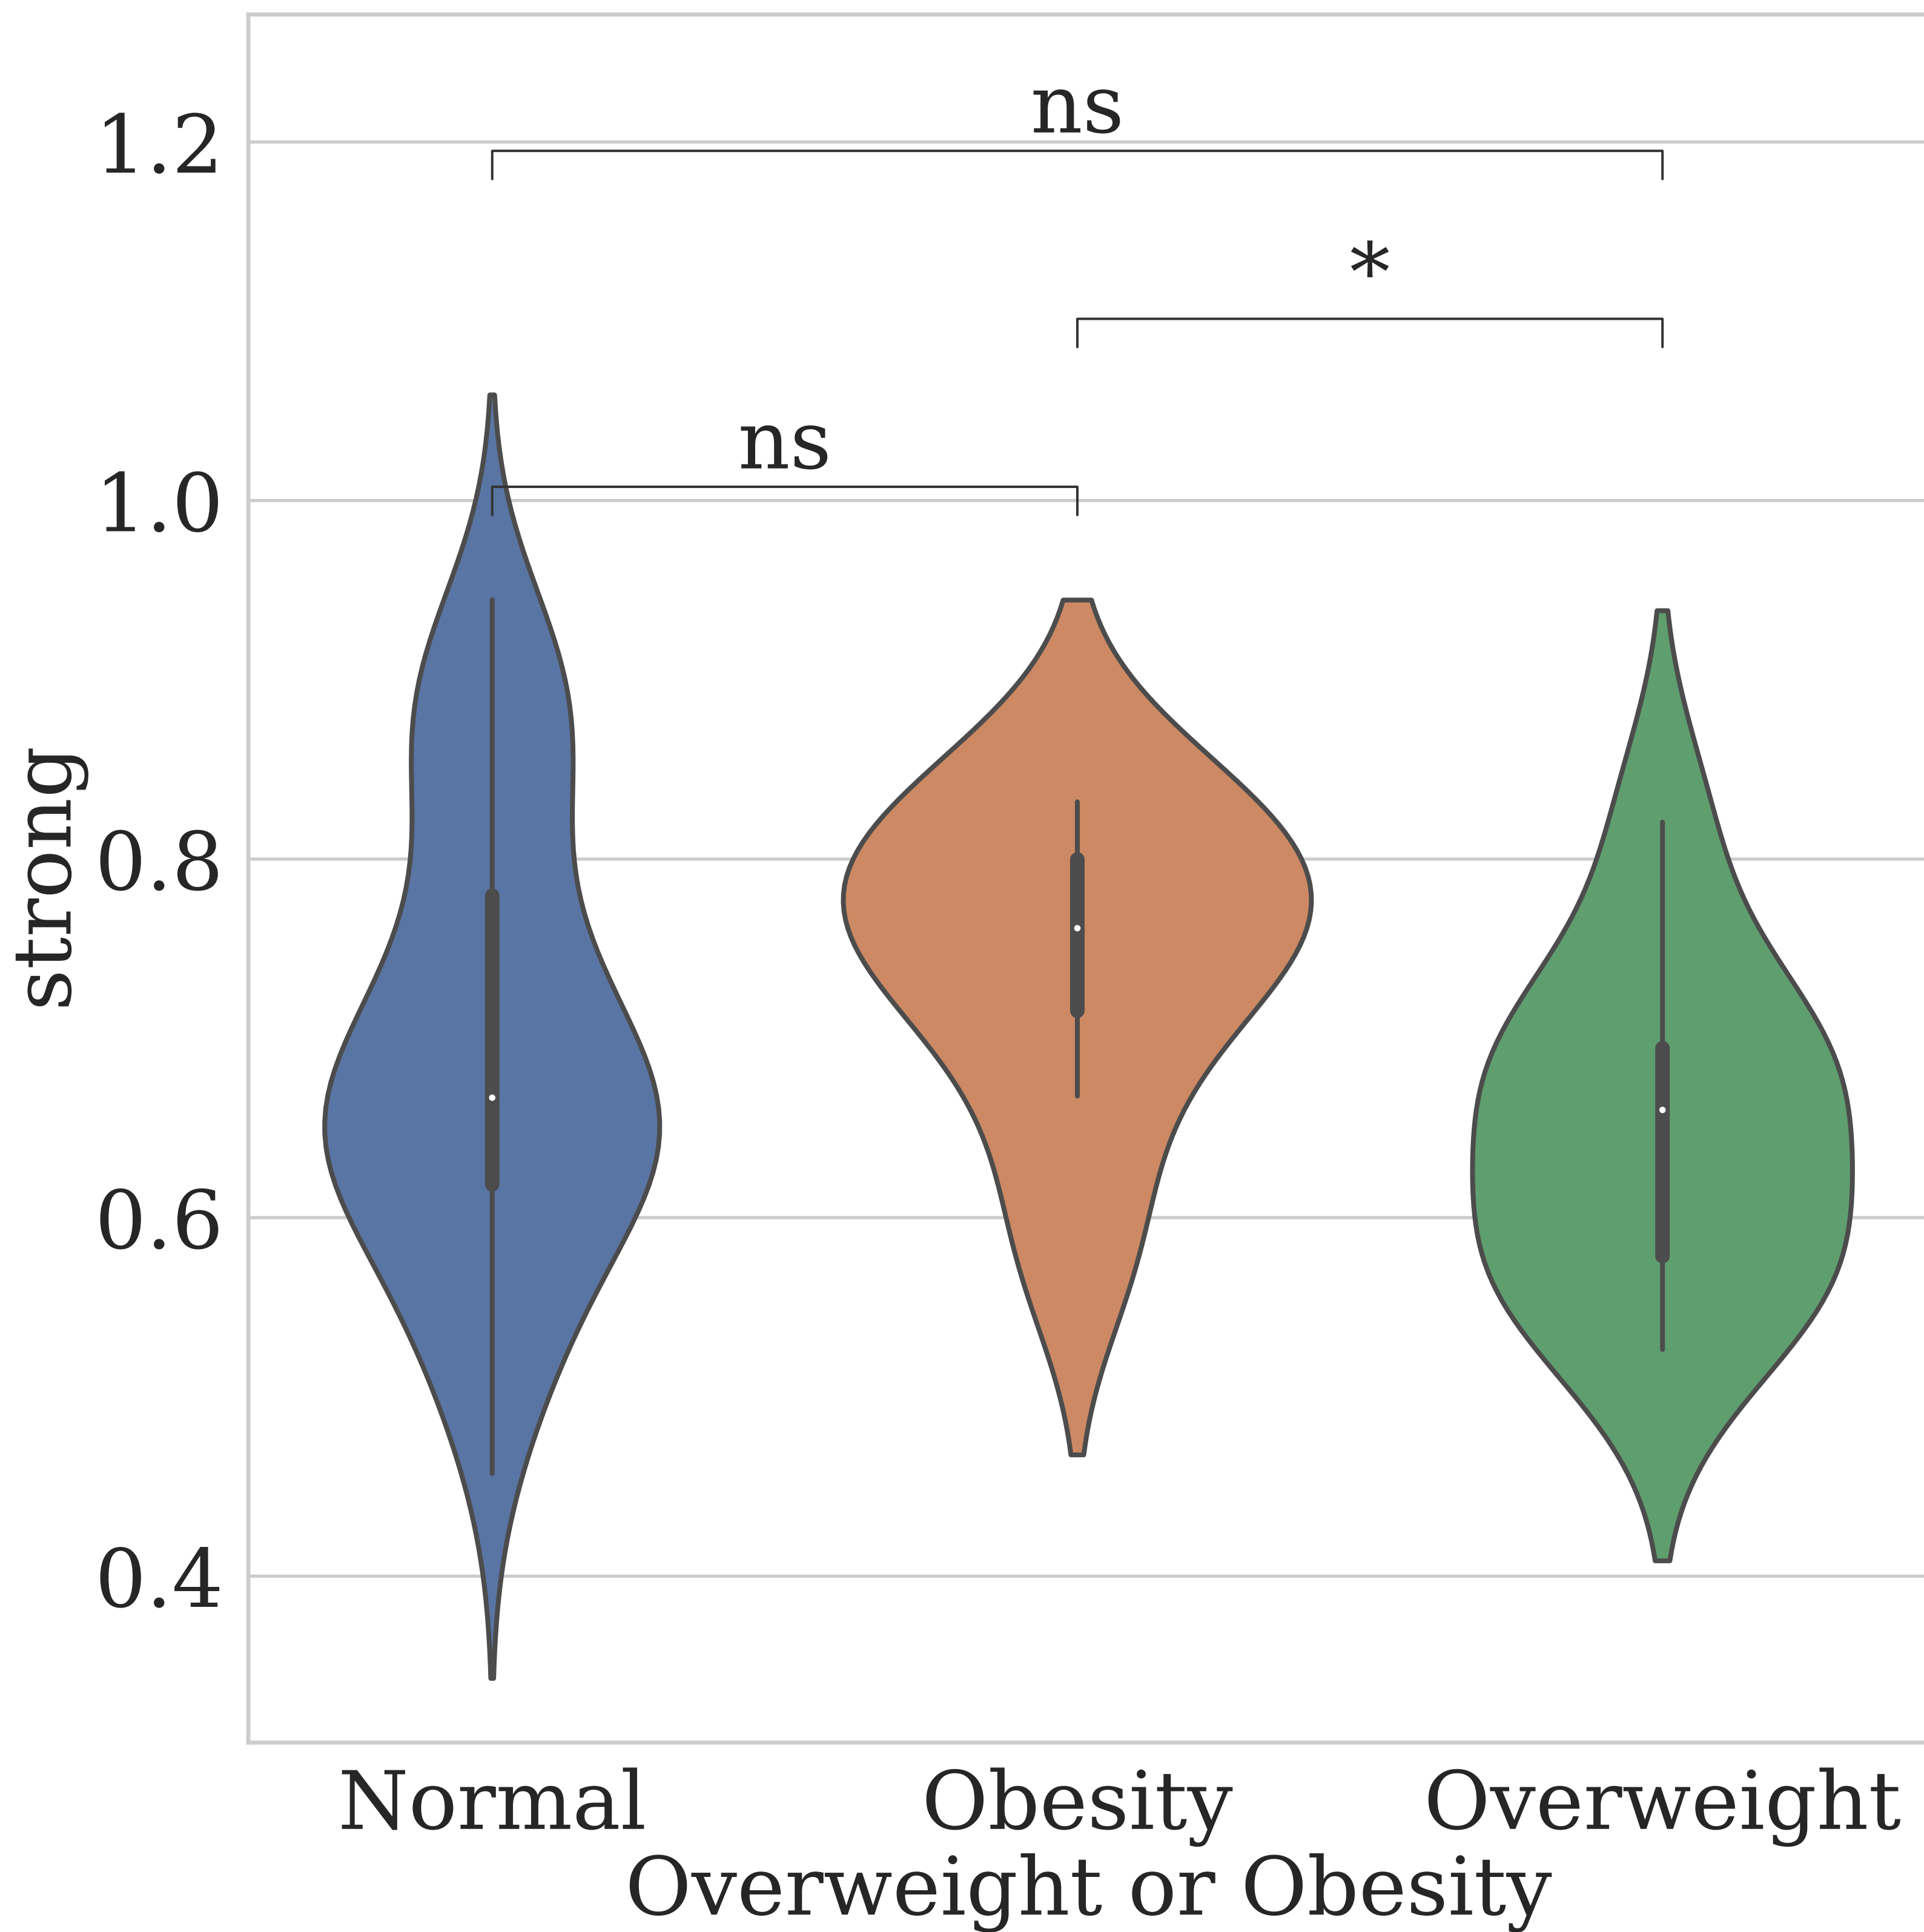 ns
1.2
*
ns
1.0
strong
0.8
0.6
0.4
Normal Obesity Overweight
Overweight or Obesity